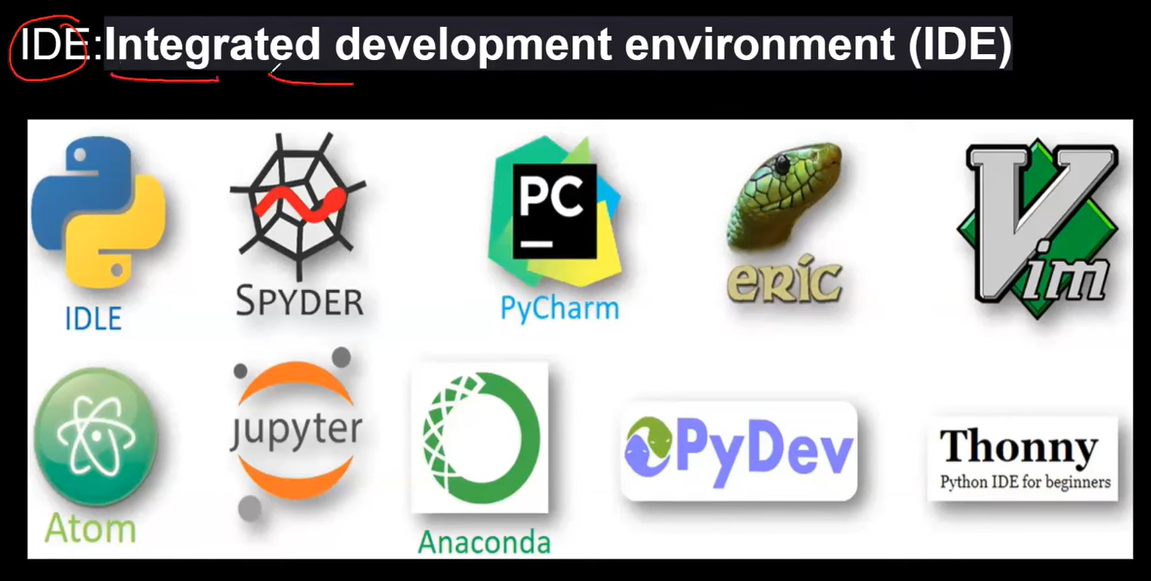 IDE:Integrated development environment (IDE)
IDLE
SPYDER
PC
PyCharm
eric
Vim
Atom
jupyter
Anaconda
PyDev
Thonny
Python IDE for beginners